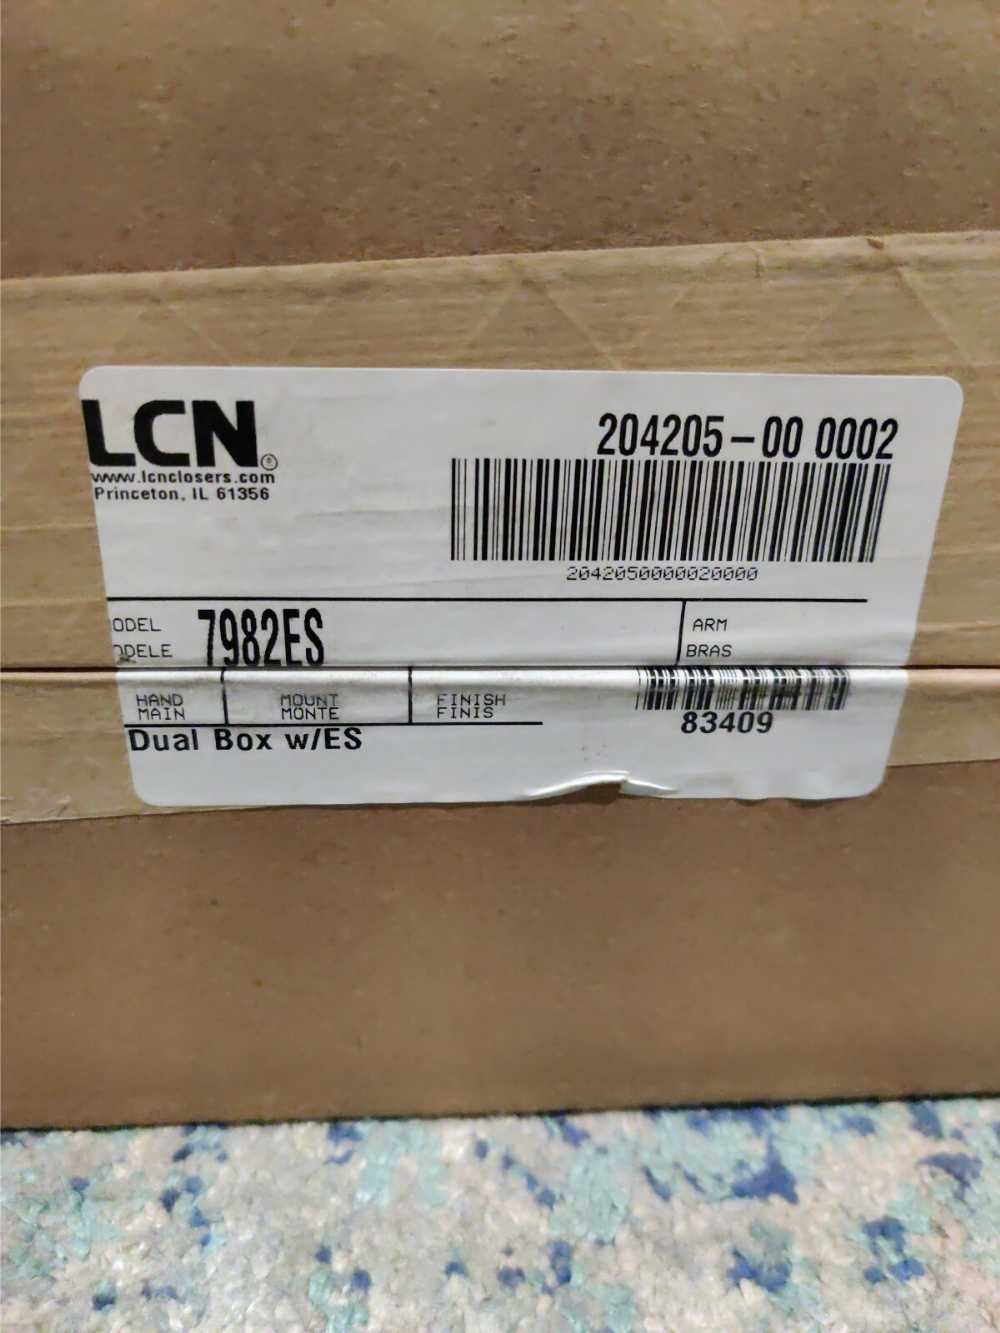 LCN®
www.lcnclosers.com
Princeton, IL 61356
204205-00 0002
2042050000020000
ODEL
ODELE
7982ES
ARM
BRAS
HAND
MAIN
MOUNT
MONTE
FINISH
FINIS
83409
Dual Box w/ES